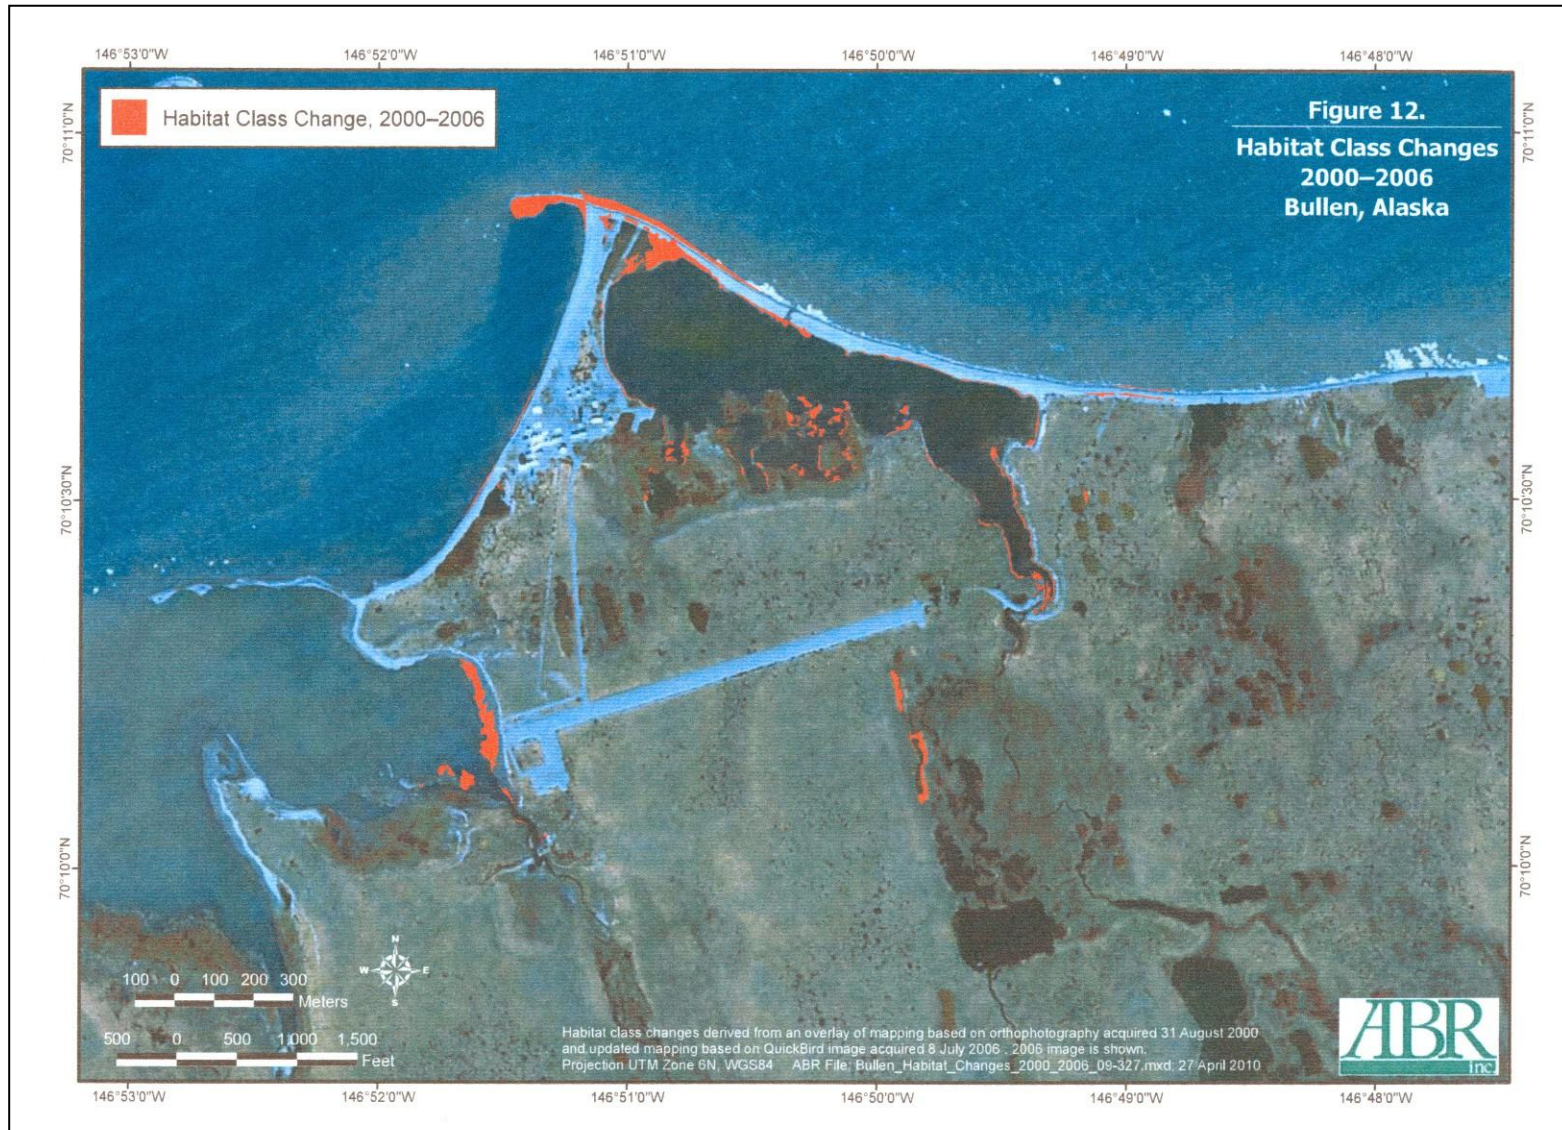 146°53'0"W 146°52'0"W 146°51'0"W 146°50'0"W 146°49'0"W 146°48'0"W
Habitat Class Change, 2000–2006
Figure 12.
Habitat Class Changes
2000–2006
Bullen, Alaska
70°11'0"N 70°11'0"N
70°10'30"N 70°10'30"N
70°10'0"N 70°10'0"N
N
W E
S
100 0 100 200 300
Meters
500 0 500 1,000 1,500
Feet
Habitat class changes derived from an overlay of mapping based on orthophotography acquired 31 August 2000
and updated mapping based on QuickBird image acquired 8 July 2006 . 2006 image is shown.
Projection UTM Zone 6N, WGS84 ABR File: Bullen_Habitat_Changes_2000_2006_09-327.mxd; 27 April 2010
ABR
inc.
146°53'0"W 146°52'0"W 146°51'0"W 146°50'0"W 146°49'0"W 146°48'0"W